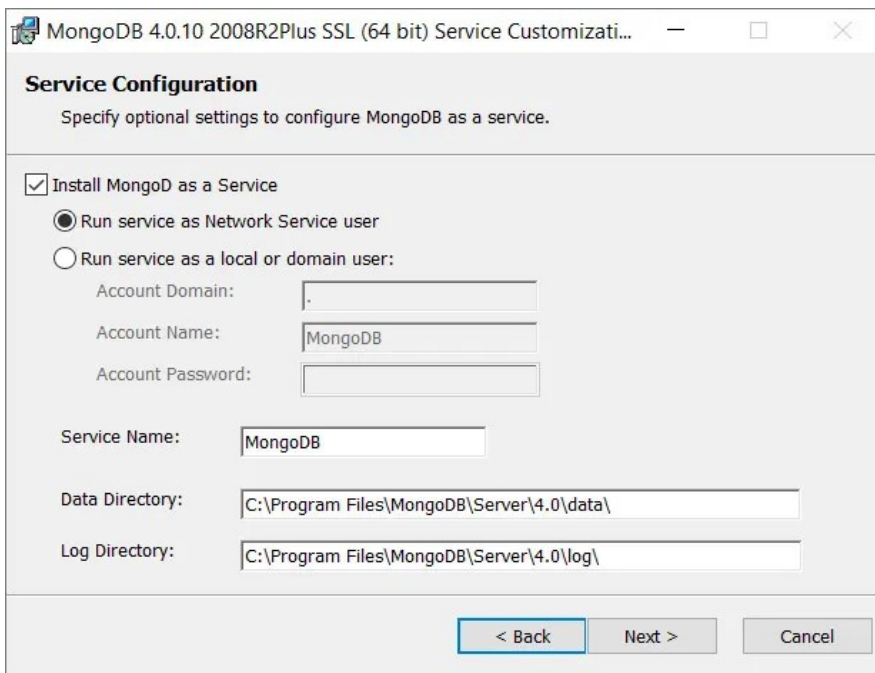 MongoDB 4.0.10 2008R2Plus SSL (64 bit) Service Customizati...
Service Configuration
Specify optional settings to configure MongoDB as a service.
Install MongoD as a Service
Run service as Network Service user
Run service as a local or domain user:
Account Domain: .
Account Name: MongoDB
Account Password:
Service Name: MongoDB
Data Directory: C:\Program Files\MongoDB\Server\4.0\data\
Log Directory: C:\Program Files\MongoDB\Server\4.0\log\
< Back Next > Cancel